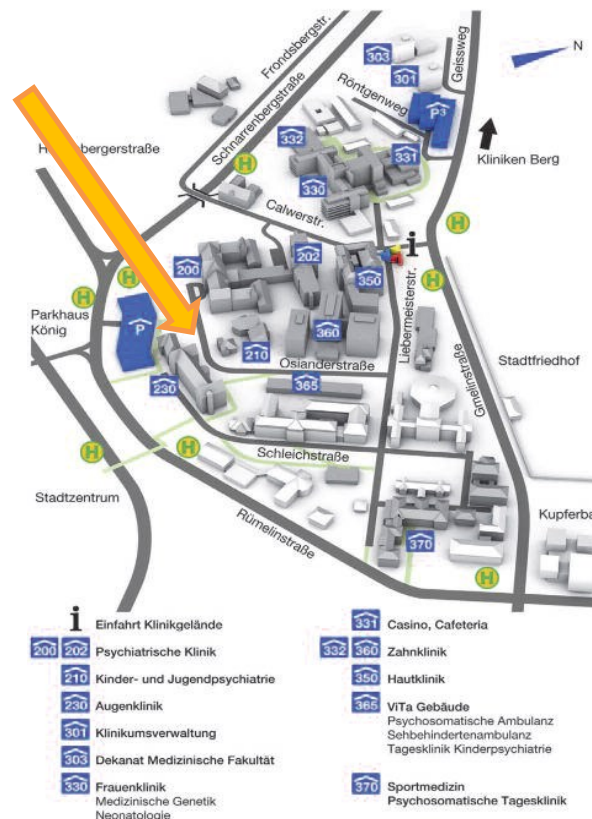 Frondsbergstr.
303
Geissweg
N
301
Schnarrenbergstraße
Röntgenweg
P3
332
331
Kliniken Berg
H
330
Calwerstr.
H
i
H
200
202
350
H
H
Liebermeisterstr.
Parkhaus
König
P
360
210
Gmelinstraße
Stadtfriedhof
Osianderstraße
230
365
H
H
Schleichstraße
Stadtzentrum
Rümelinstraße
370
H
i Einfahrt Klinikgelände
200 202 Psychiatrische Klinik
210 Kinder- und Jugendpsychiatrie
230 Augenklinik
301 Klinikumsverwaltung
303 Dekanat Medizinische Fakultät
330 Frauenklinik
Medizinische Genetik
Neonatologie
331 Casino, Cafeteria
332 360 Zahnklinik
350 Hautklinik
365 ViTa Gebäude
Psychosomatische Ambulanz
Sehbehindertenambulanz
Tagesklinik Kinderpsychiatrie
370 Sportmedizin
Psychosomatische Tagesklinik